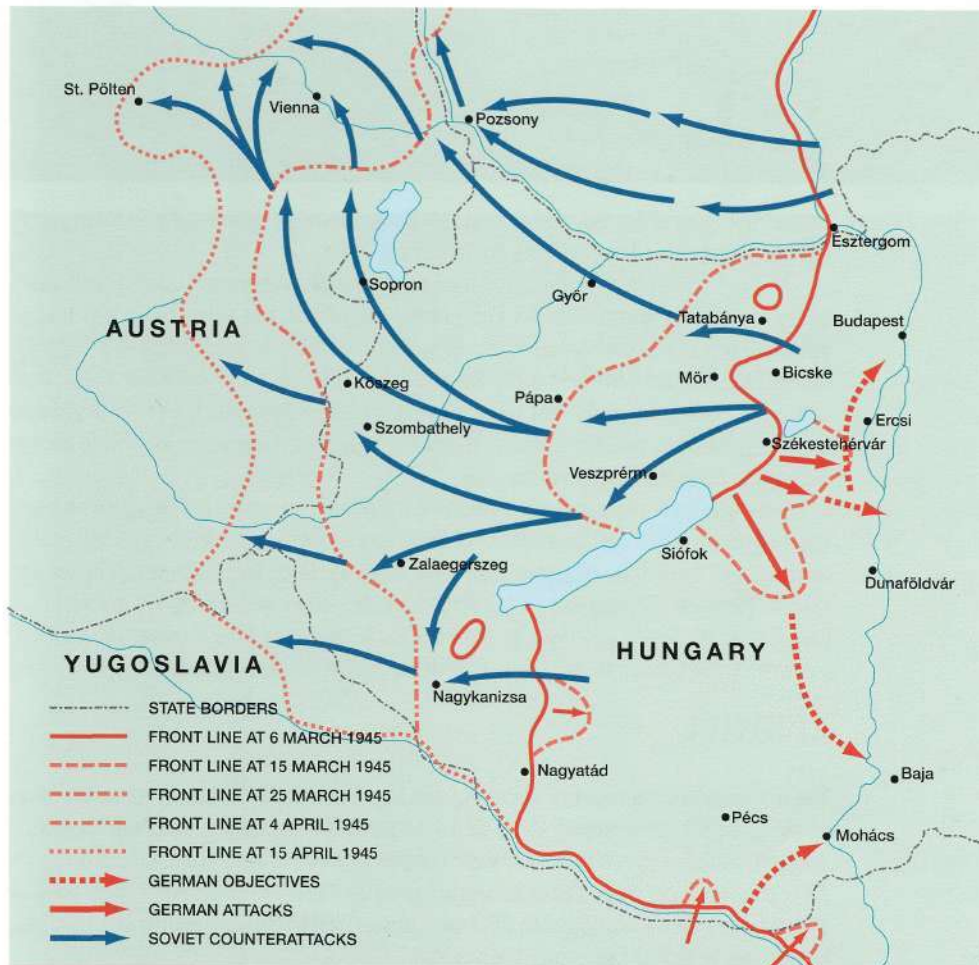 St. Pölten
Vienna
Pozsony
Esztergom
Sopron
Győr
Tatabánya
Budapest
AUSTRIA
Kőszeg
Pápa
Mór
Bicske
Ercsi
Szombathely
Székestehérvár
Veszprérm
Siófok
Zalaegerszeg
Dunaföldvár
HUNGARY
YUGOSLAVIA
Nagykanizsa
STATE BORDERS
FRONT LINE AT 6 MARCH 1945
FRONT LINE AT 15 MARCH 1945
FRONT LINE AT 25 MARCH 1945
FRONT LINE AT 4 APRIL 1945
FRONT LINE AT 15 APRIL 1945
GERMAN OBJECTIVES
GERMAN ATTACKS
SOVIET COUNTERATTACKS
Nagyatád
Baja
Pécs
Mohács